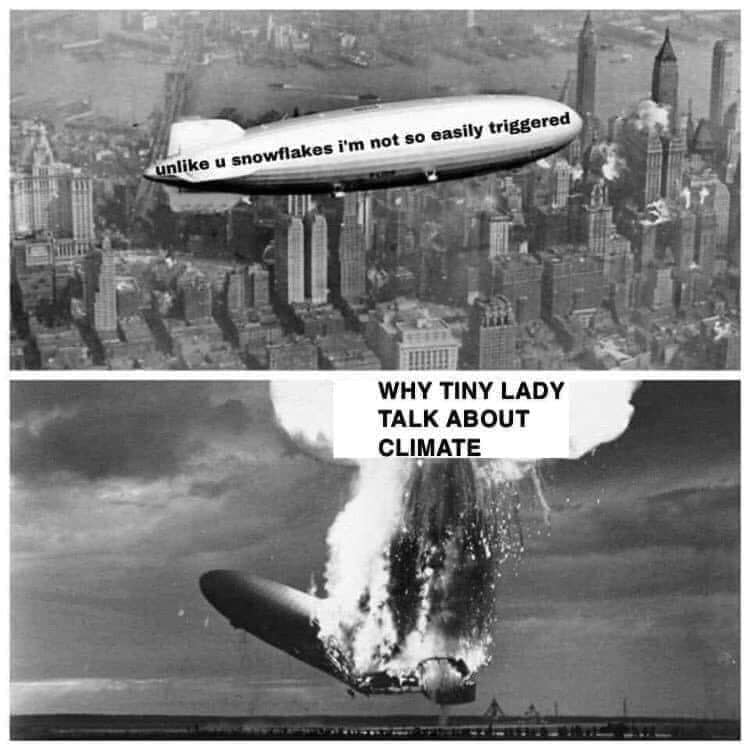 unlike u snowflakes i'm not so easily triggered
WHY TINY LADY
TALK ABOUT
CLIMATE